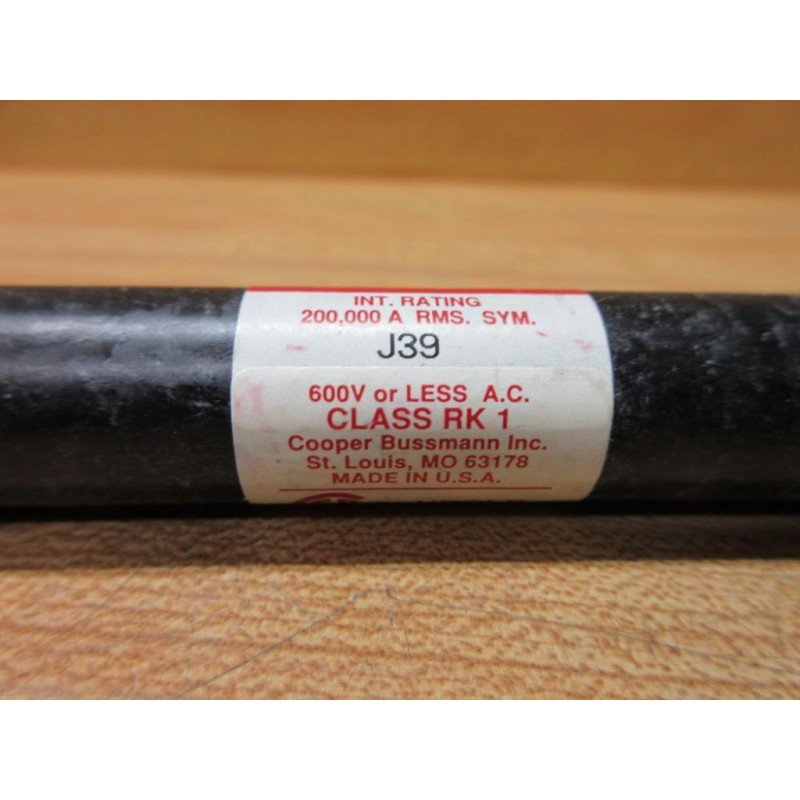 INT. RATING
200,000 A RMS. SYM.
J39
600V or LESS A.C.
CLASS RK 1
Cooper Bussmann Inc.
St. Louis, MO 63178
MADE IN U.S.A.